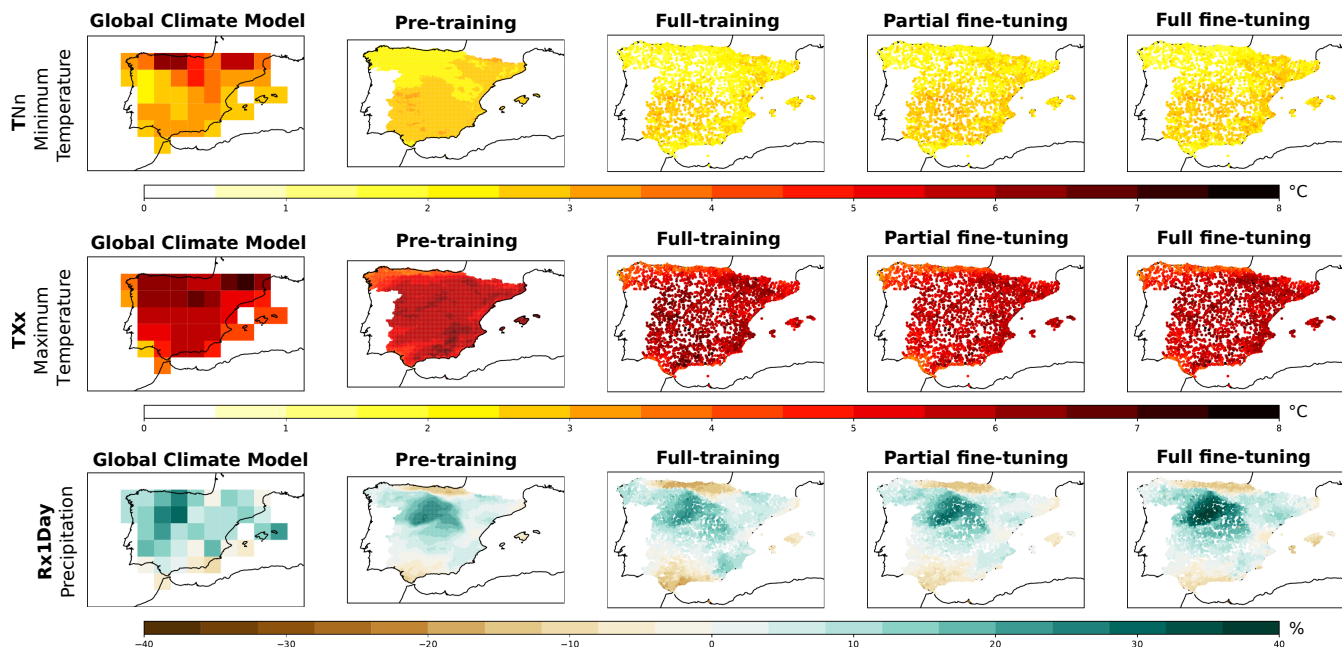 Global Climate Model Pre-training Full-training Partial fine-tuning Full fine-tuning
TNn
Minimum
Temperature
0 1 2 3 4 5 6 7 8 °C
Global Climate Model Pre-training Full-training Partial fine-tuning Full fine-tuning
TXx
Maximum
Temperature
0 1 2 3 4 5 6 7 8 °C
Global Climate Model Pre-training Full-training Partial fine-tuning Full fine-tuning
Rx1Day
Precipitation
−40 −30 −20 −10 0 10 20 30 40 %